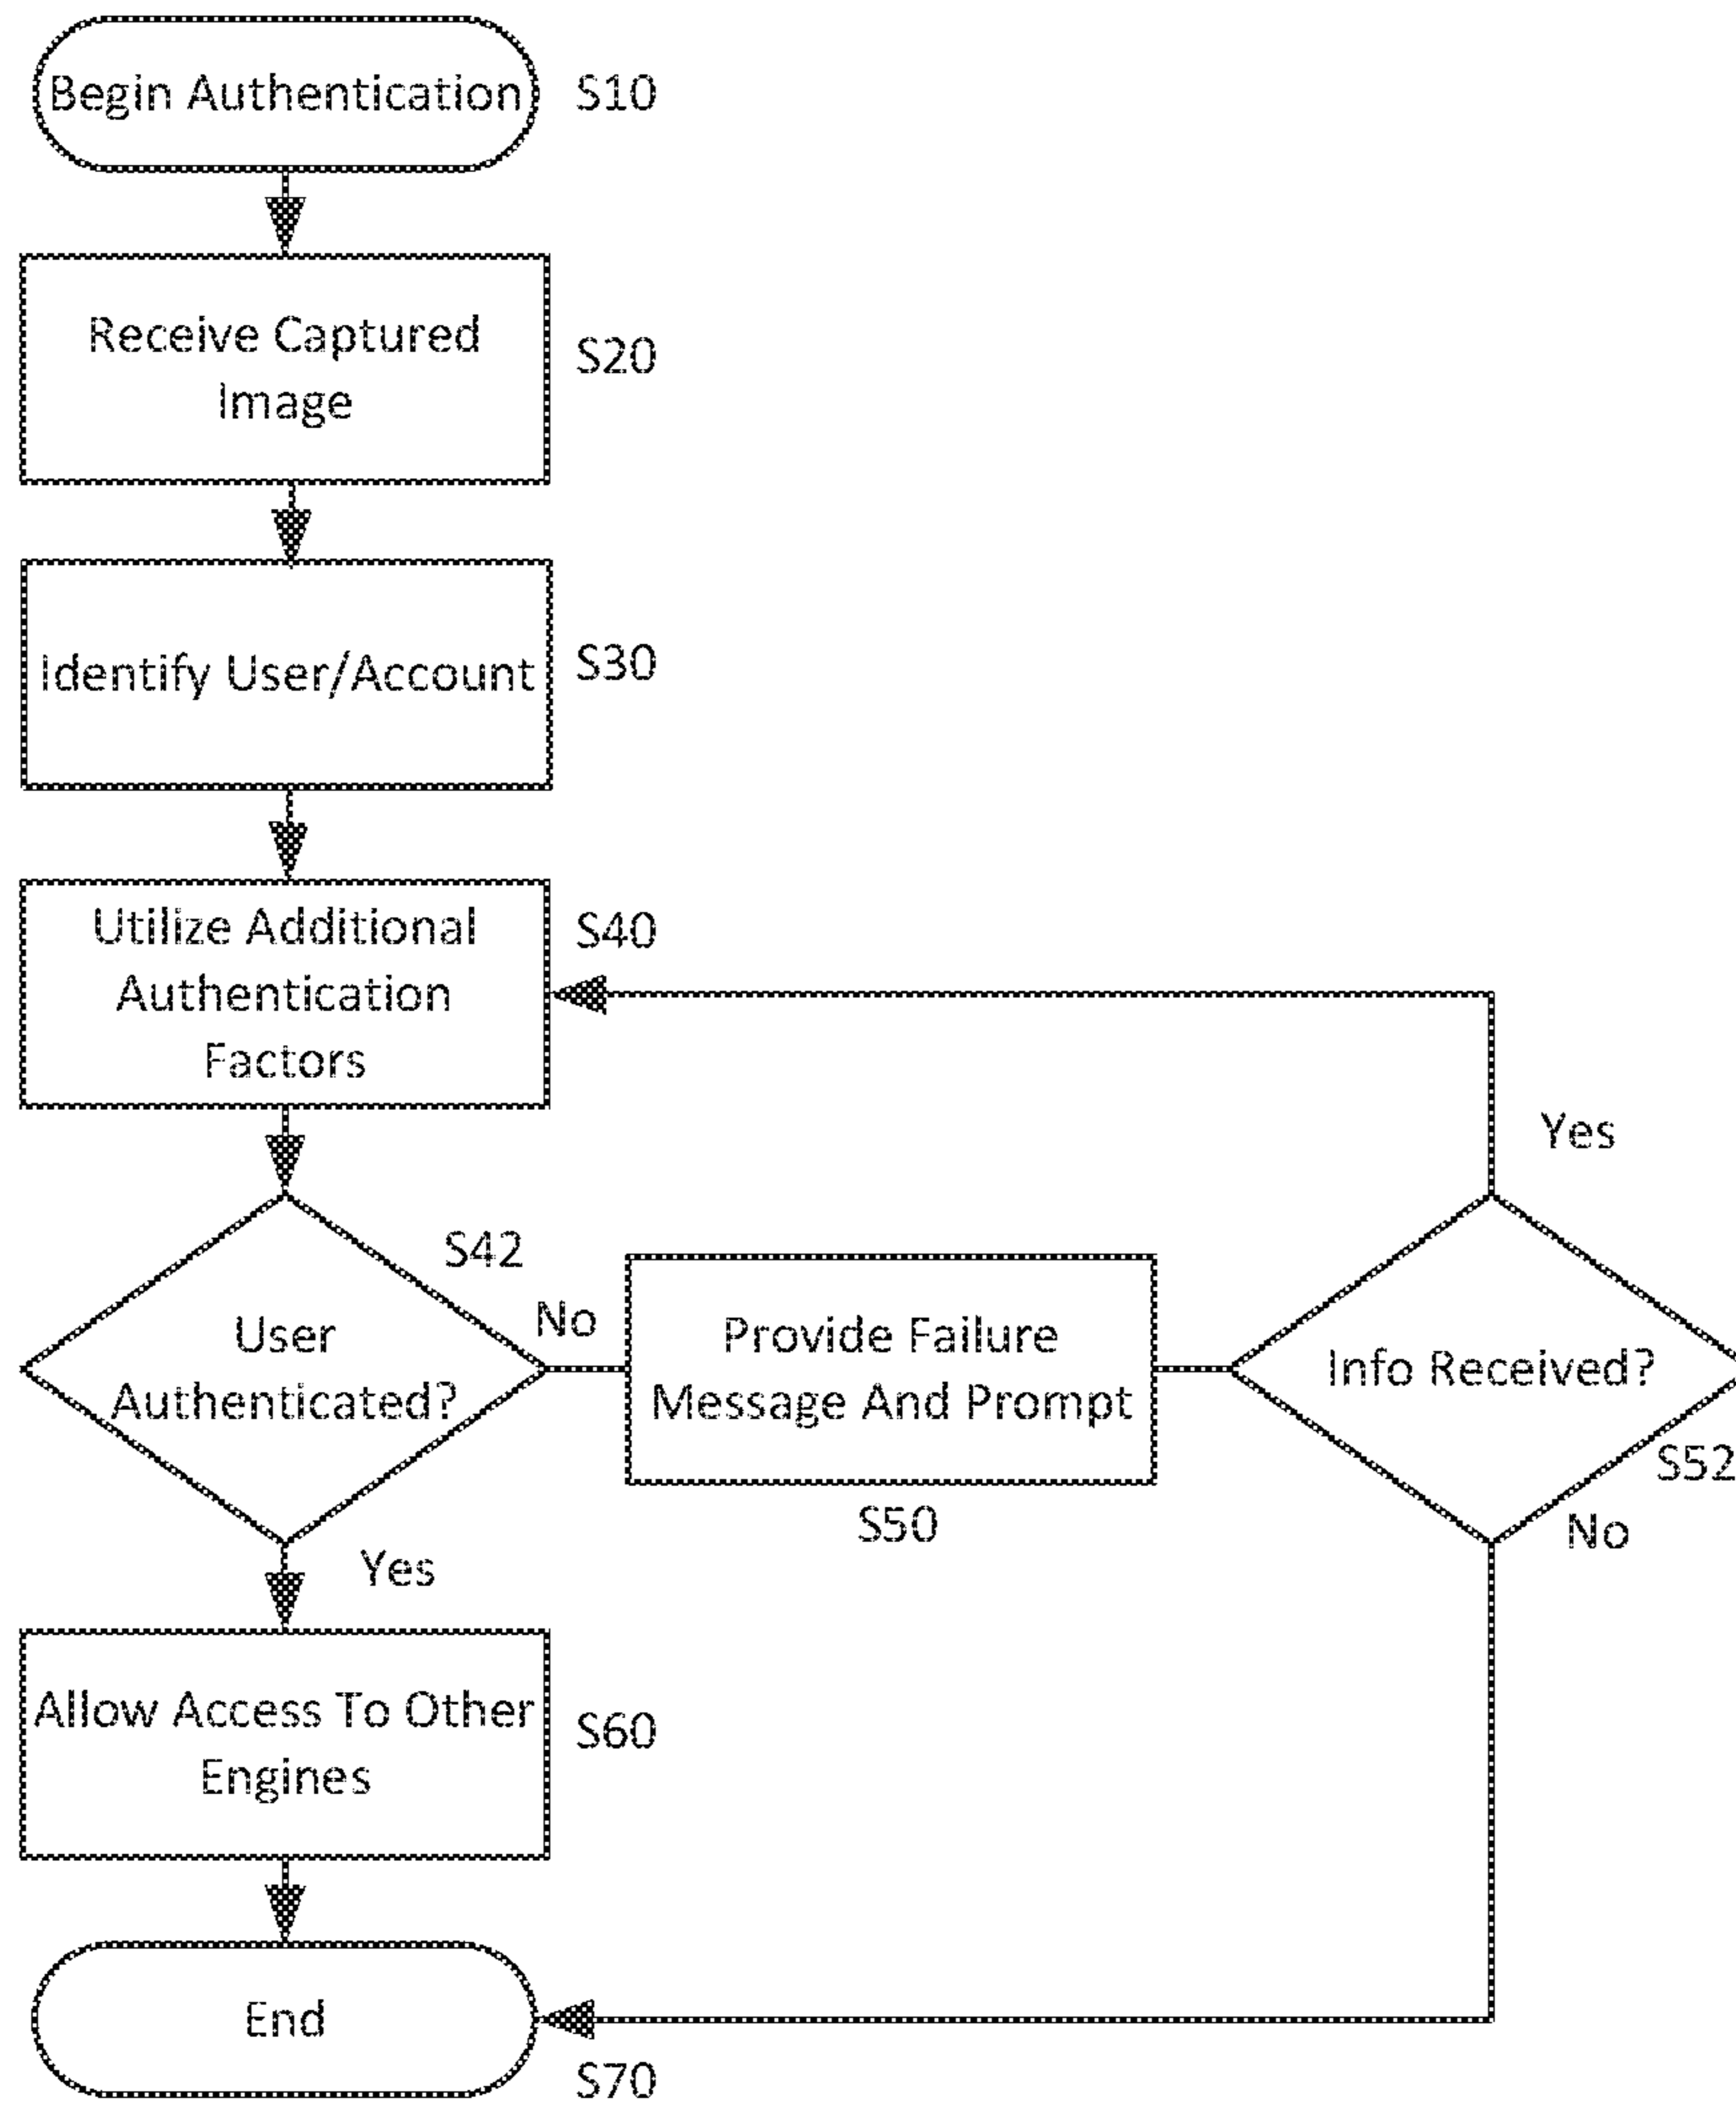 Begin Authentication
S10
Receive Captured
Image
S20
Identify User/Account
S30
Utilize Additional
Authentication
Factors
S40
Yes
S42
User
Authenticated?
No
Provide Failure
Message And Prompt
S50
Info Received?
S52
No
Yes
Allow Access To Other
Engines
S60
End
S70